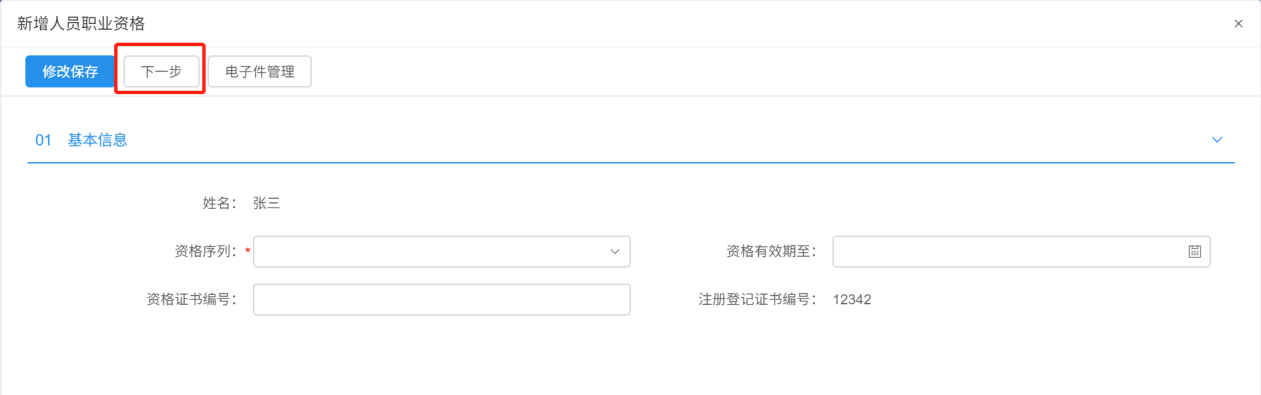 新增人员职业资格 ×
修改保存 下一步 电子件管理
01 基本信息
姓名： 张三
资格序列：* 资格有效期至：
资格证书编号： 注册登记证书编号： 12342